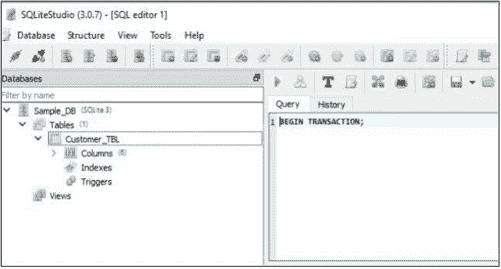 SQLiteStudio (3.0.7) - [SQL editor 1]
Database Structure View Tools Help
Databases
Filter by name
Sample_DB (SQLite 3)
Tables (1)
Customer_TBL
Columns (6)
Indexes
Triggers
Views
Query History
1 BEGIN TRANSACTION;